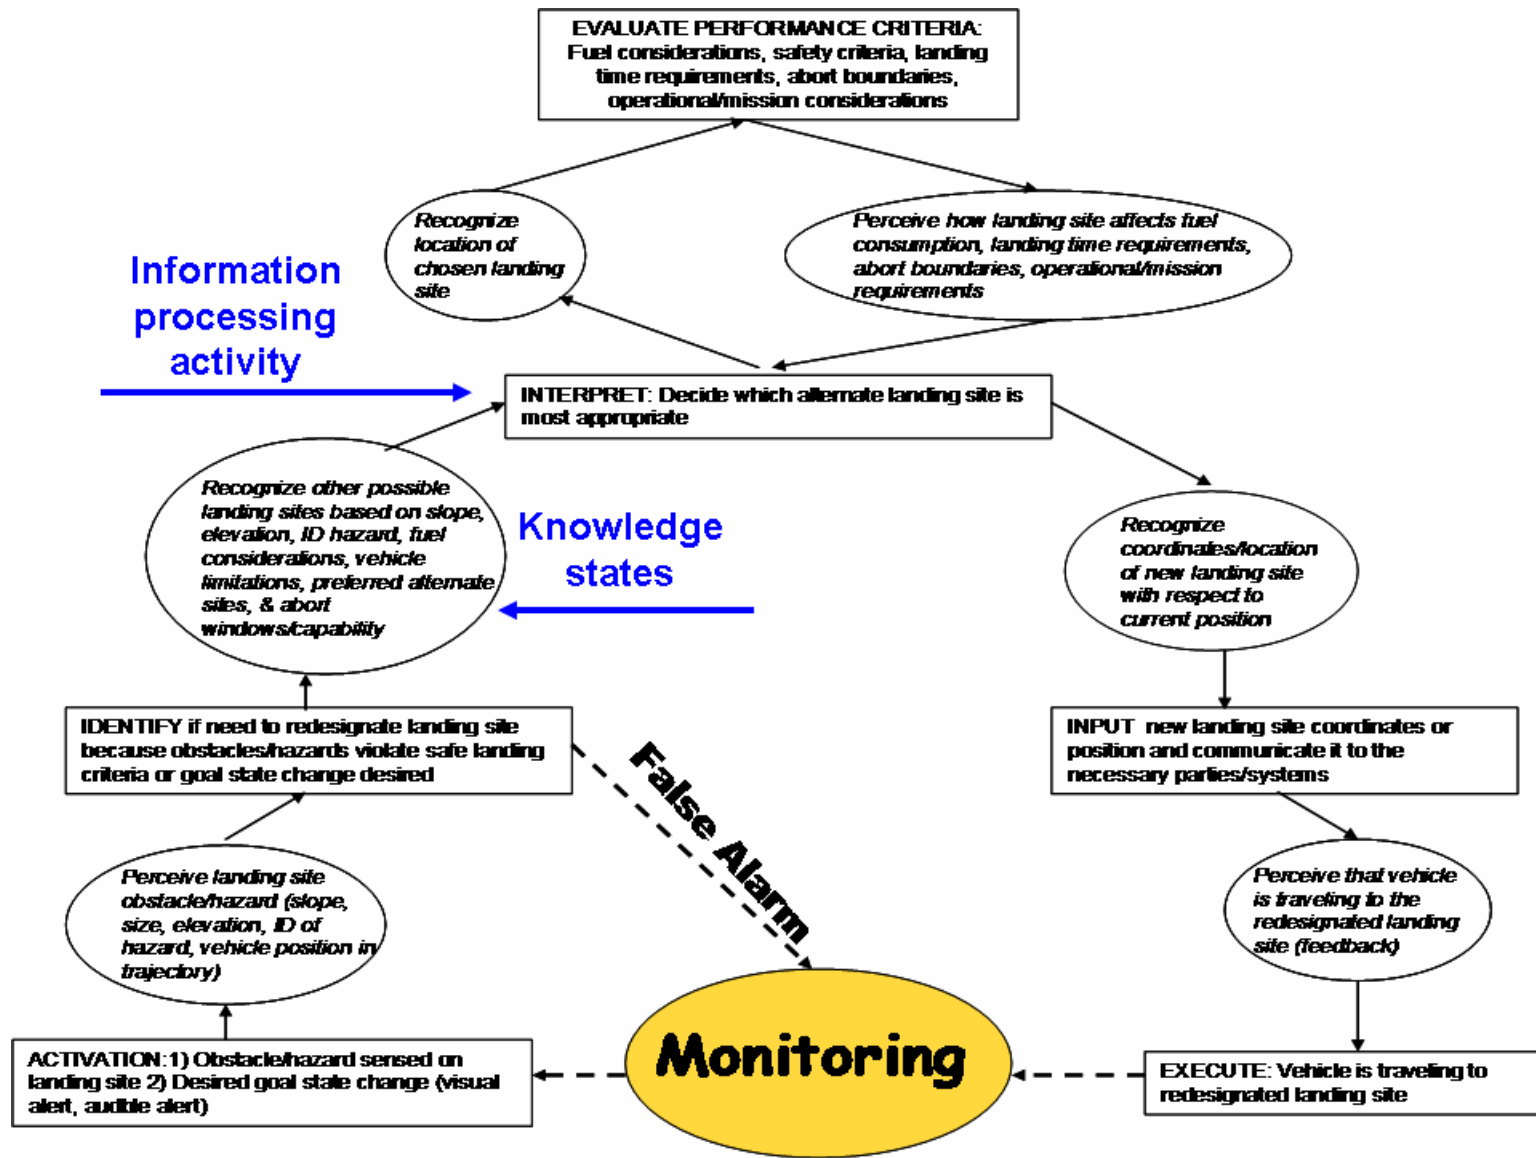 EVALUATE PERFORMANCE CRITERIA:
Fuel considerations, safety criteria, landing
time requirements, abort boundaries,
operational/mission considerations
Recognize
location of
chosen landing
site
Perceive how landing site affects fuel
consumption, landing time requirements,
abort boundaries, operational/mission
requirements
Information
processing
activity
INTERPRET: Decide which alternate landing site is
most appropriate
Recognize other possible
landing sites based on slope,
elevation, ID hazard, fuel
considerations, vehicle
limitations, preferred alternate
sites, & abort
windows/capability
Knowledge
states
Recognize
coordinates/location
of new landing site
with respect to
current position
IDENTIFY if need to redesignate landing site
because obstacles/hazards violate safe landing
criteria or goal state change desired
False Alarm
INPUT new landing site coordinates or
position and communicate it to the
necessary parties/systems
Perceive landing site
obstacle/hazard (slope,
size, elevation, ID of
hazard, vehicle position in
trajectory)
Perceive that vehicle
is traveling to the
redesignated landing
site (feedback)
Monitoring
ACTIVATION:1) Obstacle/hazard sensed on
landing site 2) Desired goal state change (visual
alert, audible alert)
EXECUTE: Vehicle is traveling to
redesignated landing site